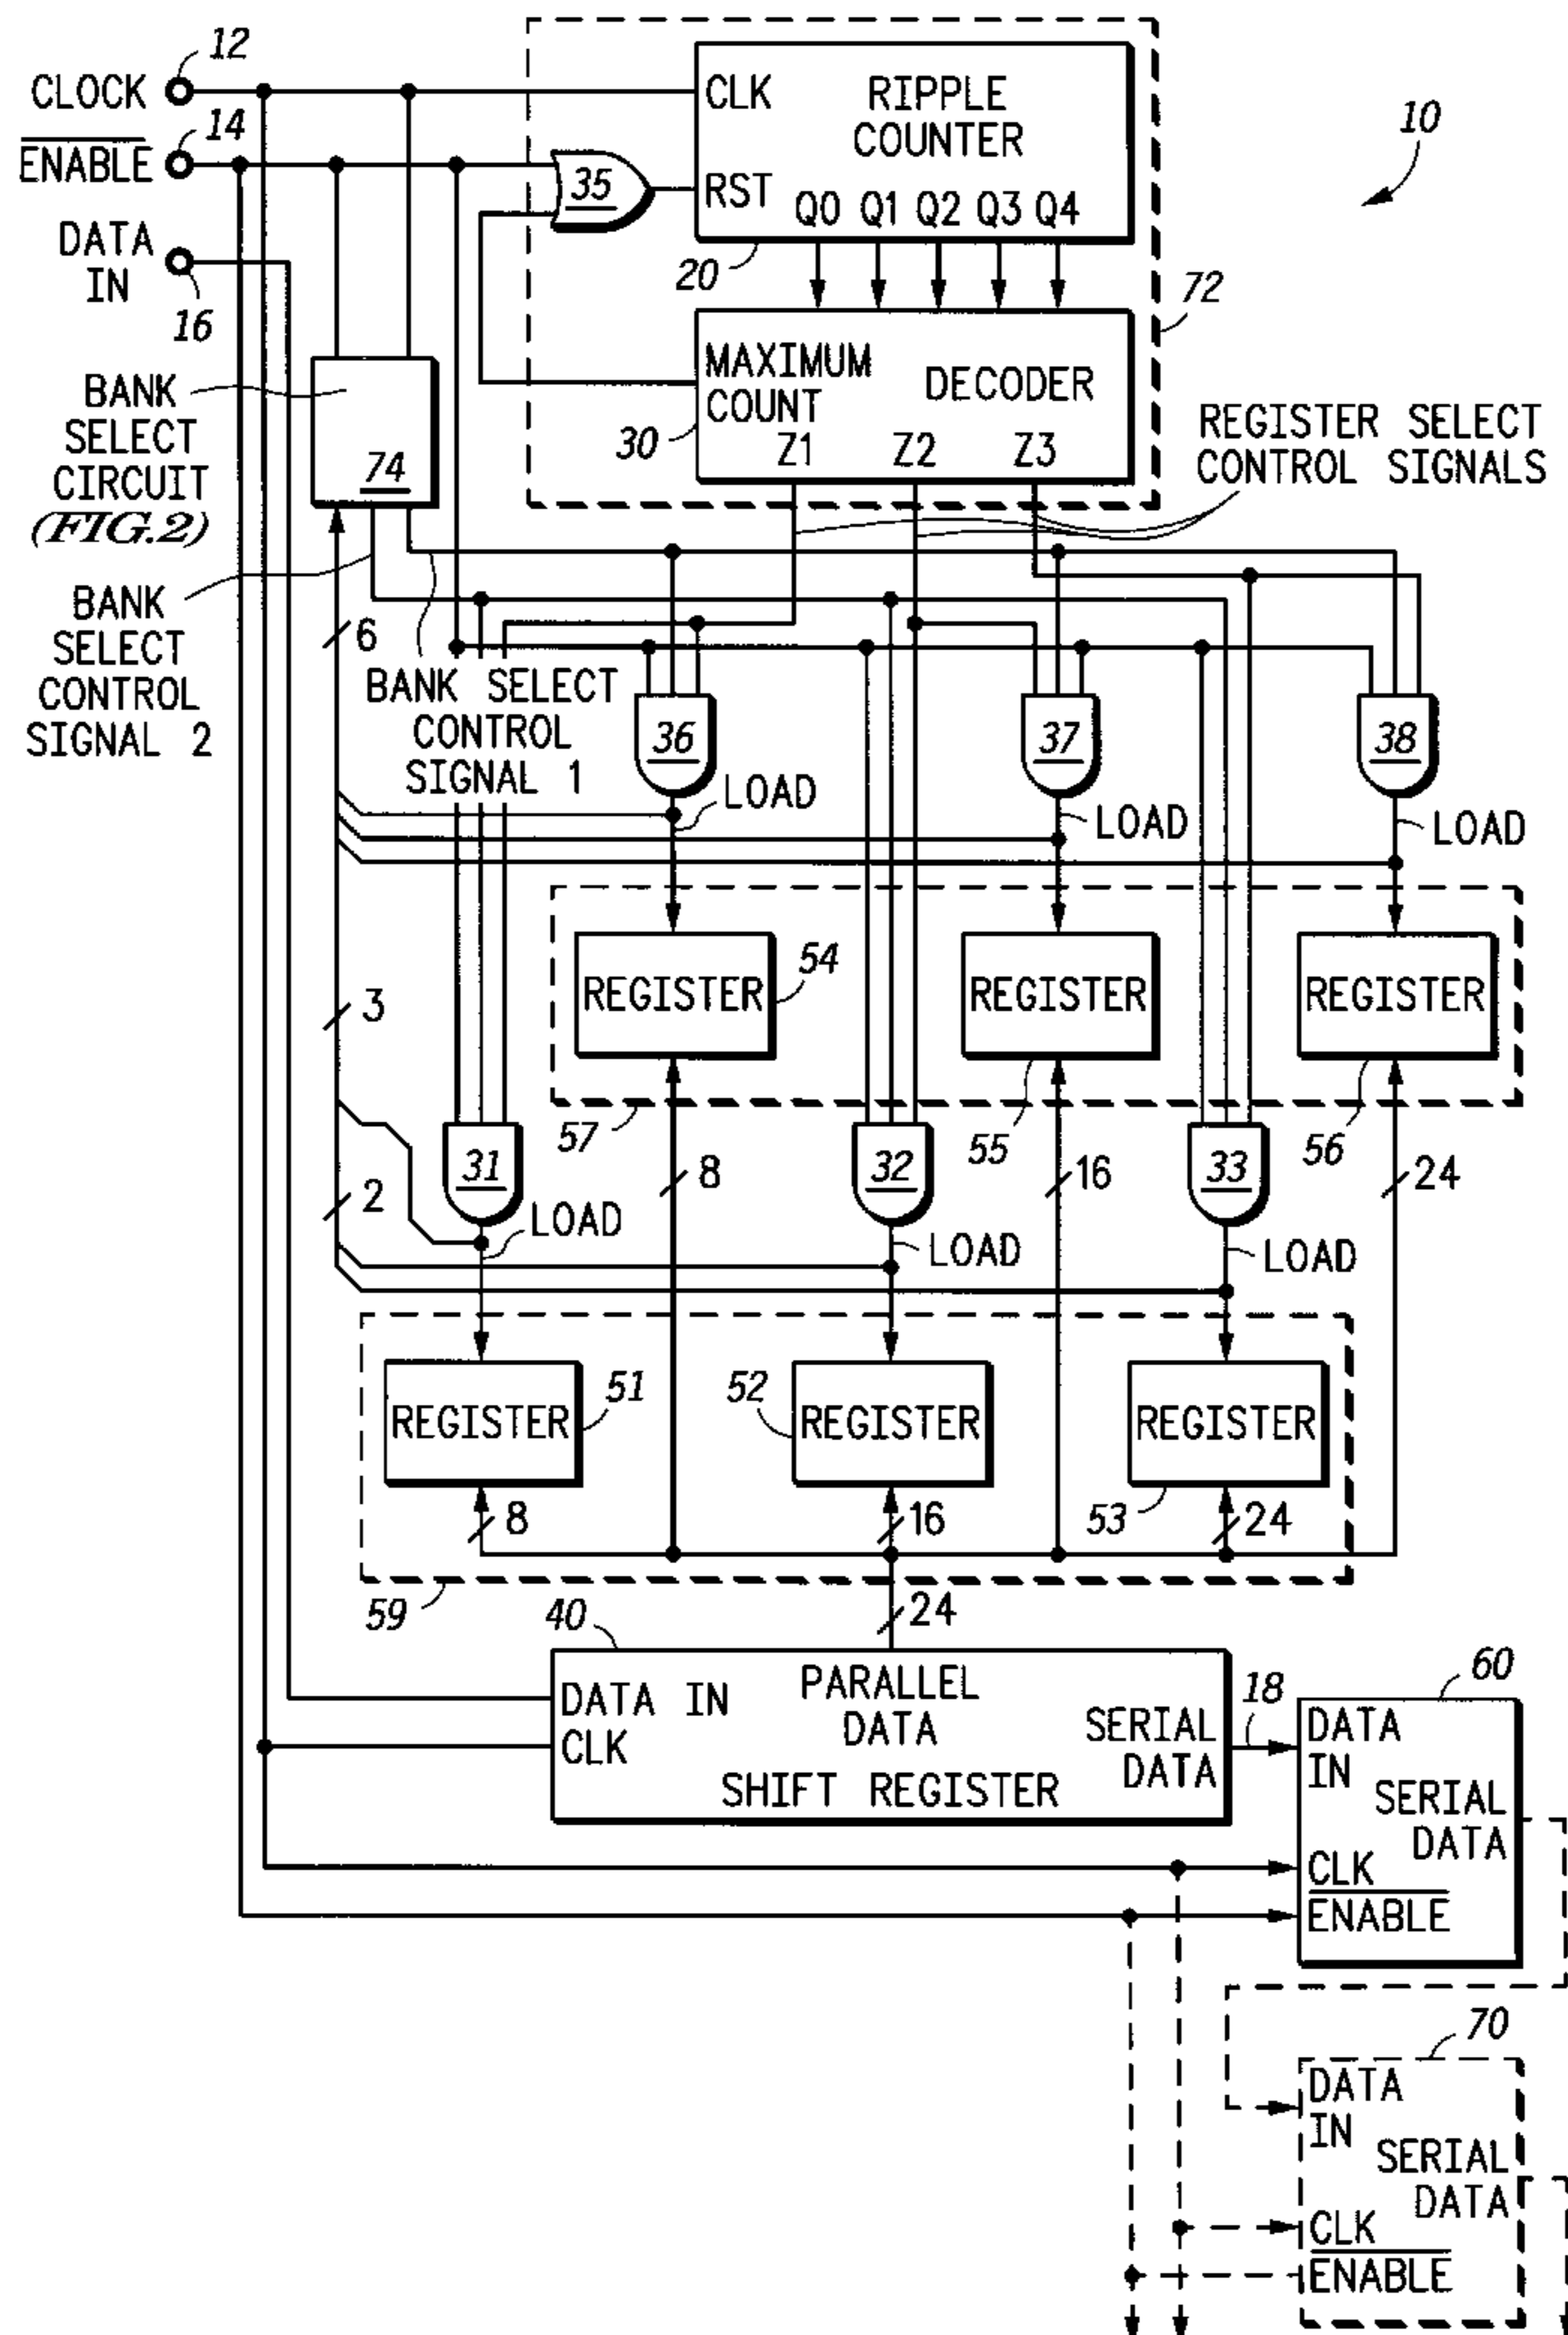 12
CLOCK
14
ENABLE
DATA
IN
16
CLK
RIPPLE
COUNTER
35
RST
Q0 Q1 Q2 Q3 Q4
20
10
72
MAXIMUM
COUNT
DECODER
30
Z1 Z2 Z3
REGISTER SELECT
CONTROL SIGNALS
BANK
SELECT
CIRCUIT
(FIG.2)
74
BANK
SELECT
CONTROL
SIGNAL 2
6
BANK SELECT
CONTROL
SIGNAL 1
36
37
38
LOAD
LOAD
LOAD
REGISTER
54
REGISTER
REGISTER
3
57
55
56
31
32
33
8
16
24
2
LOAD
LOAD
LOAD
REGISTER
51
52
REGISTER
REGISTER
8
16
53
24
59
40
24
DATA IN
CLK
PARALLEL
DATA
SERIAL
DATA
SHIFT REGISTER
18
60
DATA
IN
SERIAL
DATA
CLK
ENABLE
70
DATA
IN
SERIAL
DATA
CLK
ENABLE